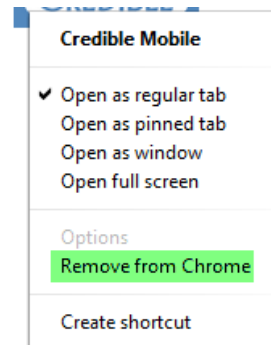 CREDIBLE
Credible Mobile
Open as regular tab
Open as pinned tab
Open as window
Open full screen
Options
Remove from Chrome
Create shortcut